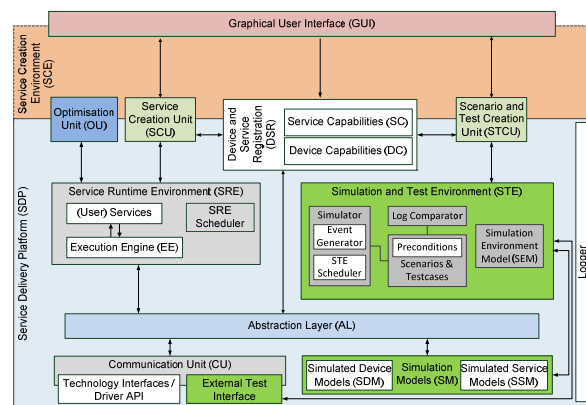 Graphical User Interface (GUI)
Service Creation
Environment (SCE)
Optimisation
Unit (OU)
Service
Creation Unit
(SCU)
Device and
Service
Registration
(DSR)
Service Capabilities (SC)
Device Capabilities (DC)
Scenario and
Test Creation
Unit (STCU)
Service Delivery Platform (SDP)
Service Runtime Environment (SRE)
(User) Services
Execution Engine (EE)
SRE
Scheduler
Simulation and Test Environment (STE)
Simulator
Event
Generator
STE
Scheduler
Log Comparator
Preconditions
Scenarios &
Testcases
Simulation
Environment
Model (SEM)
Logger
Abstraction Layer (AL)
Communication Unit (CU)
Technology Interfaces /
Driver API
External Test
Interface
Simulated Device
Models (SDM)
Simulation
Models (SM)
Simulated Service
Models (SSM)